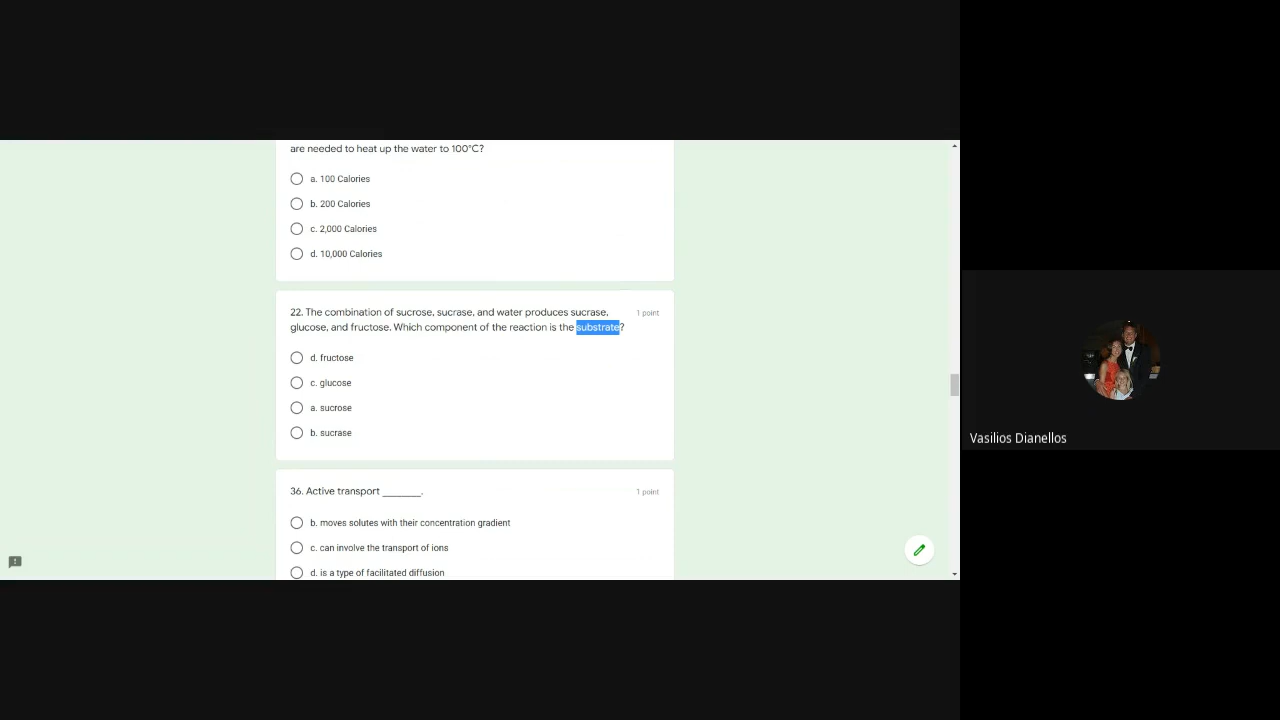 are needed to heat up the water to 100°C?
a. 100 Calories
b. 200 Calories
c. 2,000 Calories
d. 10,000 Calories
22. The combination of sucrose, sucrase, and water produces sucrase,
1 point
glucose, and fructose. Which component of the reaction is the substrate?
d. fructose
c. glucose
a. sucrose
b. sucrase
36. Active transport _______.
1 point
b. moves solutes with their concentration gradient
c. can involve the transport of ions
d. is a type of facilitated diffusion
Vasilios Dianellos